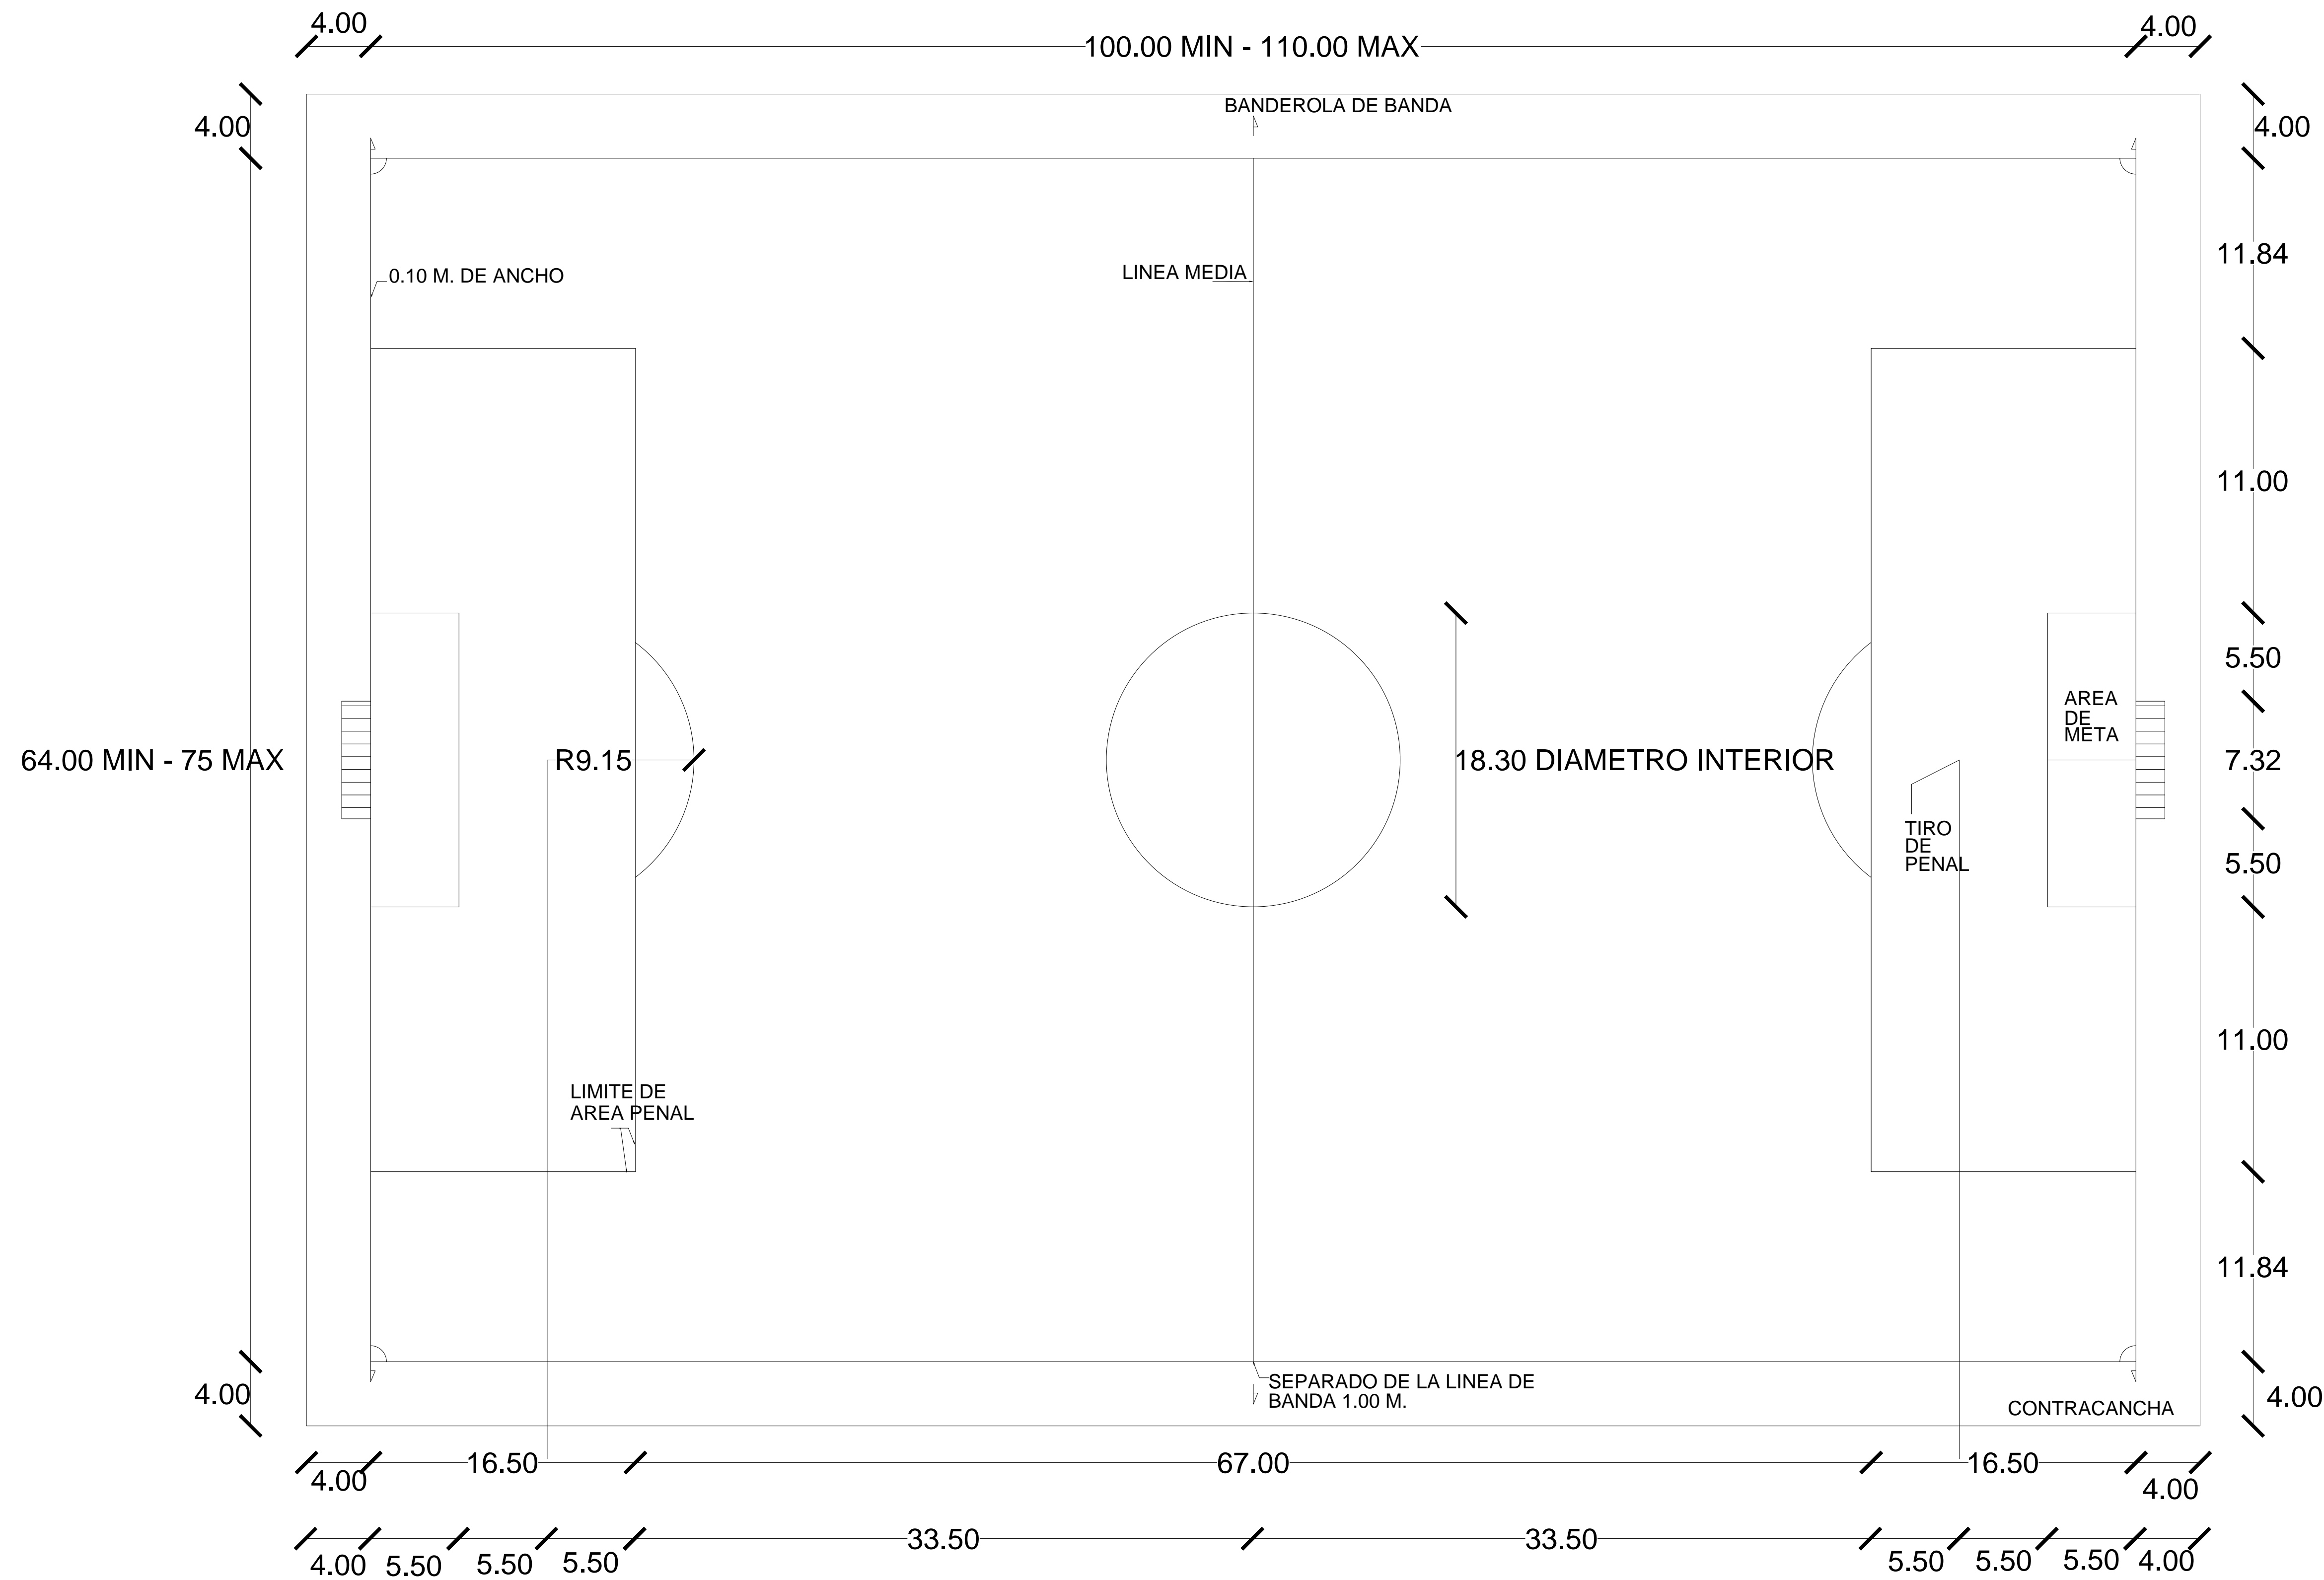 4.00
100.00 MIN - 110.00 MAX
4.00
BANDEROLA DE BANDA
4.00
4.00
11.84
0.10 M. DE ANCHO
LINEA MEDIA
11.00
5.50
AREA
DE
META
64.00 MIN - 75 MAX
R9.15
18.30 DIAMETRO INTERIOR
7.32
TIRO
DE
PENAL
5.50
11.00
LIMITE DE
AREA PENAL
11.84
SEPARADO DE LA LINEA DE
BANDA 1.00 M.
4.00
4.00
CONTRACANCHA
4.00
16.50
67.00
16.50
4.00
4.00
5.50
5.50
5.50
33.50
33.50
5.50
5.50
5.50
4.00